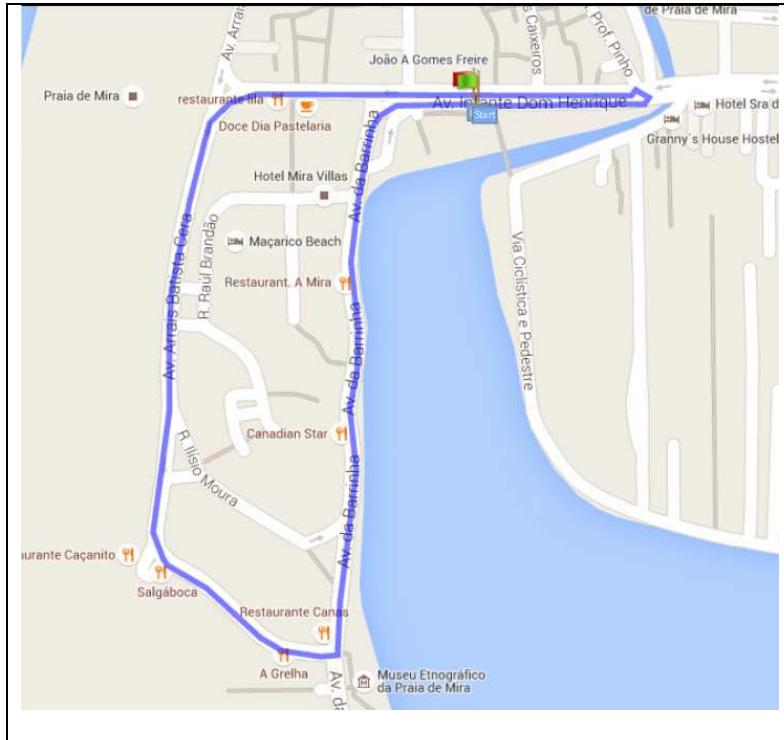 de Praia de Mira
Av. Arrais
Caixeiros
Prof. Pinho
João A Gomes Freire
Praia de Mira
restaurante lila
Av. Infante Dom Henrique
Start
Hotel Sra d
Doce Dia Pastelaria
Granny's House Hostel
Av. da Barrinha
Hotel Mira Villas
R. Raúl Brandão
Maçarico Beach
Via Ciclística e Pedestre
Restaurant. A Mira
Av. Arrais Batista Cera
Av. da Barrinha
Canadian Star
R. Ilísio Moura
Av. da Barrinha
urante Caçanito
Salgáboca
Restaurante Canas
A Grelha
Museu Etnográfico
da Praia de Mira
Av. da